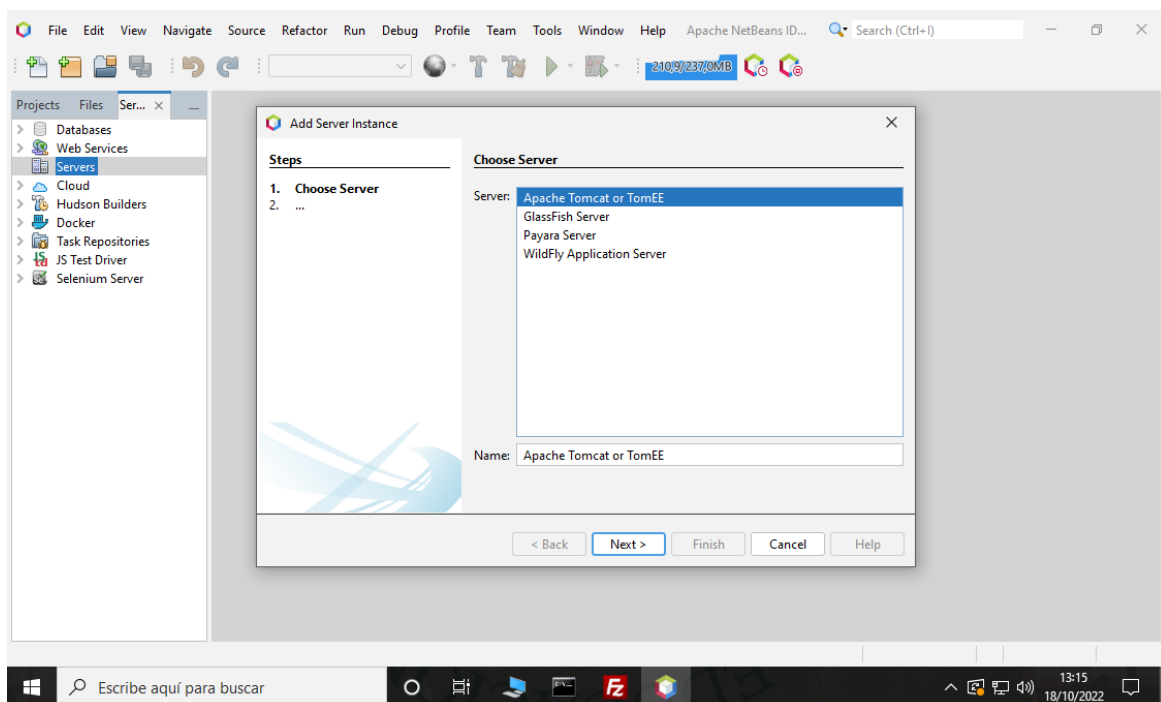 File Edit View Navigate Source Refactor Run Debug Profile Team Tools Window Help Apache NetBeans ID... Search (Ctrl+I)
210,9/237,0MB
Projects Files Ser...
Databases
Web Services
Servers
Cloud
Hudson Builders
Docker
Task Repositories
JS Test Driver
Selenium Server
Add Server Instance
Steps
1. Choose Server
2. ...
Choose Server
Server:
Apache Tomcat or TomEE
GlassFish Server
Payara Server
WildFly Application Server
Name: Apache Tomcat or TomEE
< Back Next > Finish Cancel Help
Escribe aquí para buscar
13:15
18/10/2022